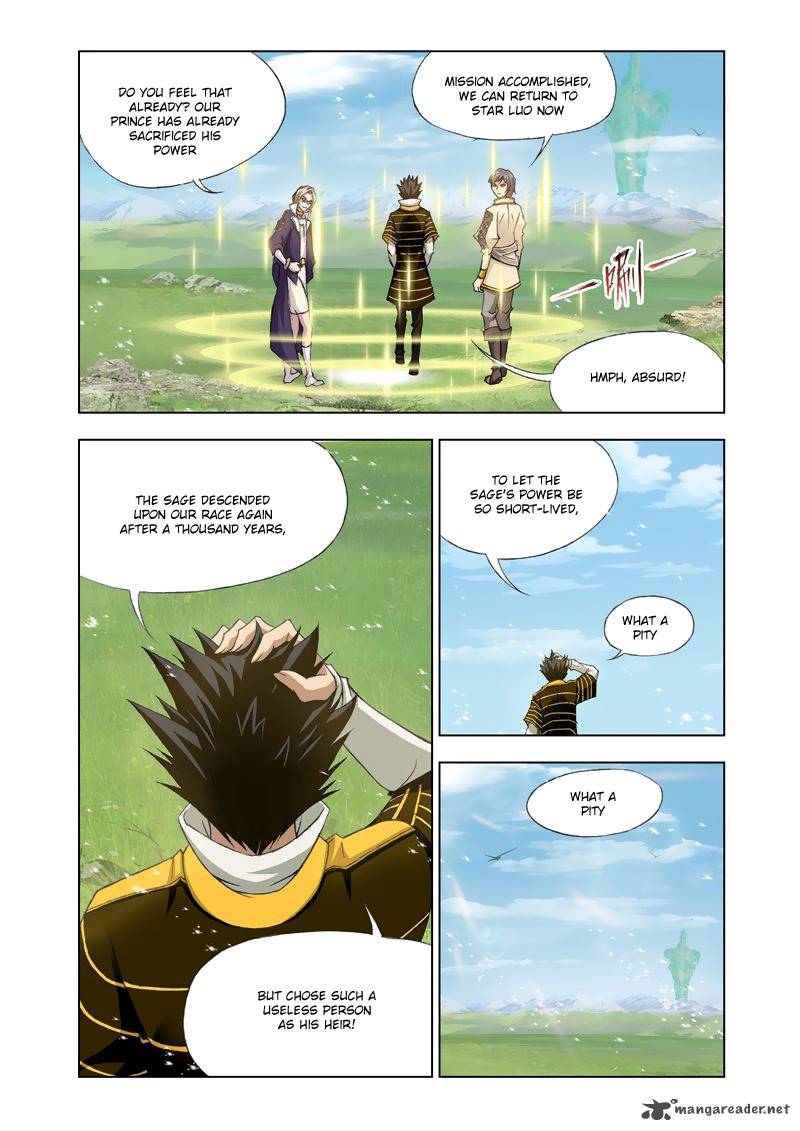 DO YOU FEEL THAT
ALREADY? OUR
PRINCE HAS ALREADY
SACRIFICED HIS
POWER
MISSION ACCOMPLISHED,
WE CAN RETURN TO
STAR LUO NOW
唰
HMPH, ABSURD!
THE SAGE DESCENDED
UPON OUR RACE AGAIN
AFTER A THOUSAND YEARS,
BUT CHOSE SUCH A
USELESS PERSON
AS HIS HEIR!
TO LET THE
SAGE'S POWER BE
SO SHORT-LIVED,
WHAT A
PITY
WHAT A
PITY
mangareader.net